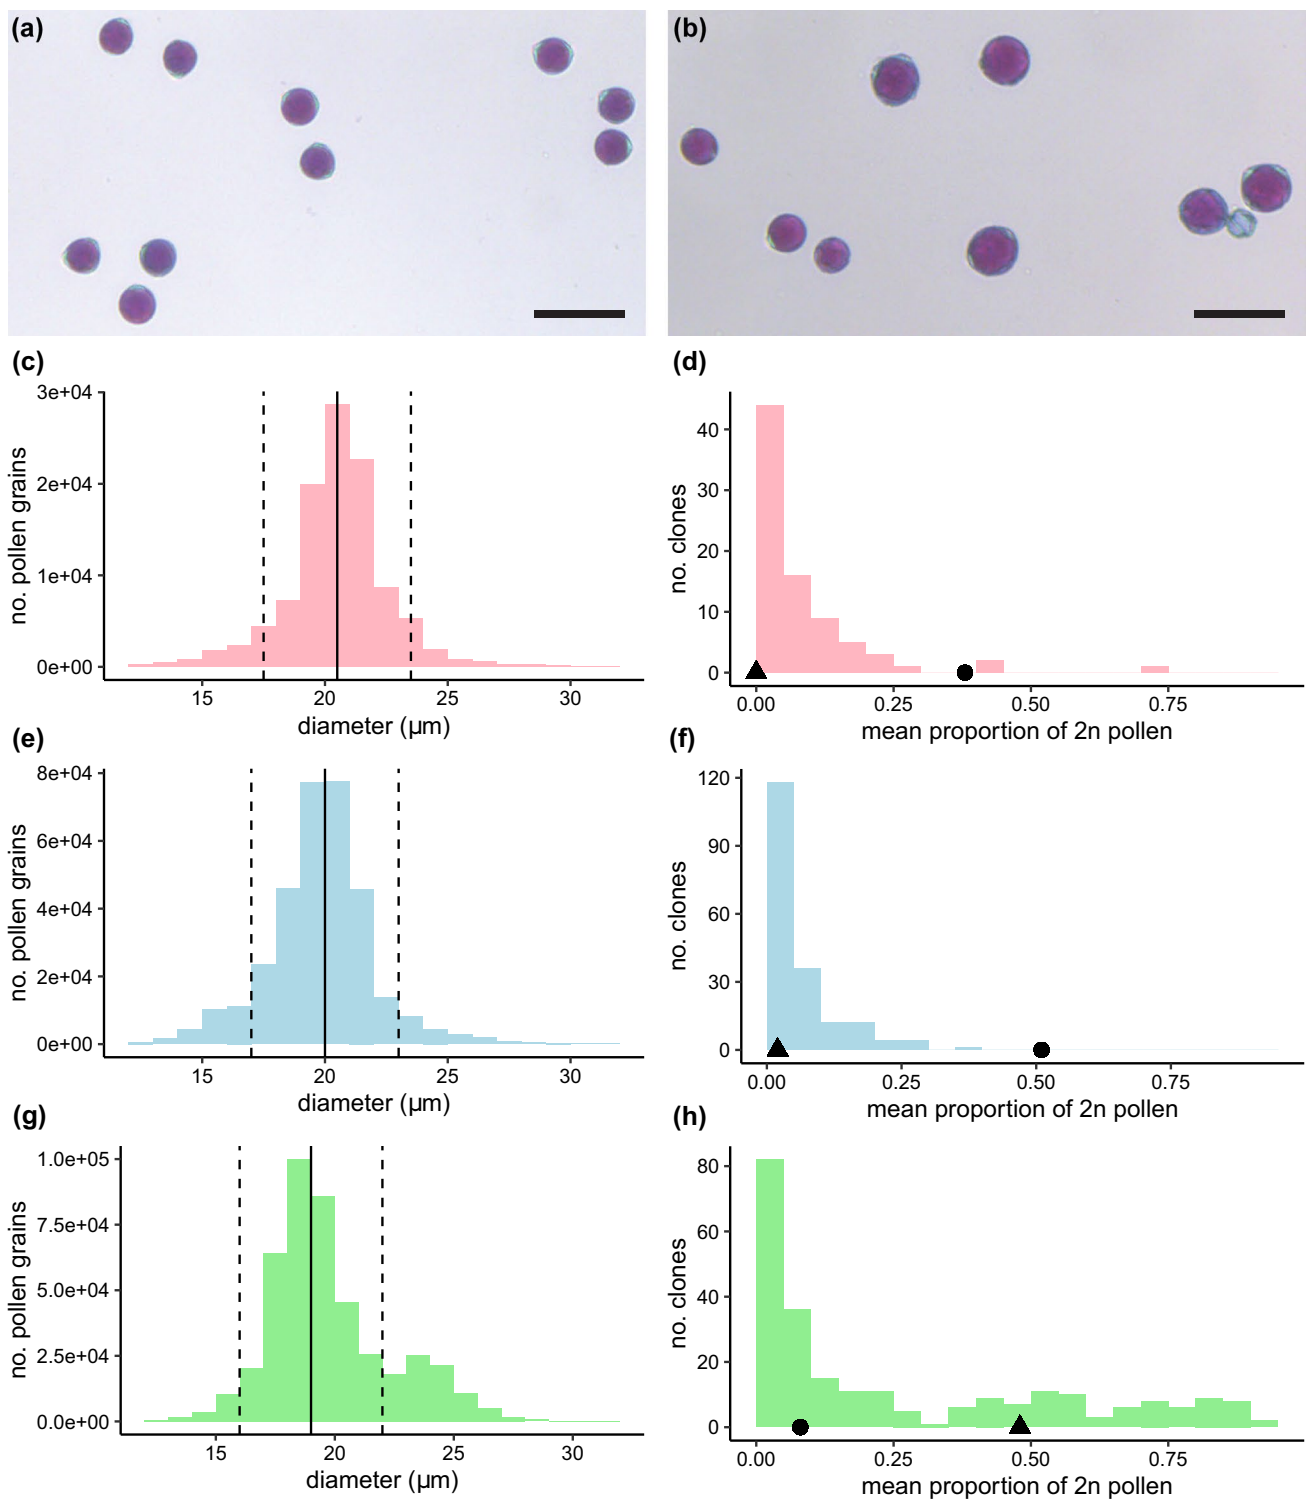 (a)
(b)
(c)
no. pollen grains
3e+04
2e+04
1e+04
0e+00
15
20
25
30
diameter (µm)
(d)
no. clones
40
30
20
10
0
0.00
0.25
0.50
0.75
mean proportion of 2n pollen
(e)
no. pollen grains
8e+04
6e+04
4e+04
2e+04
0e+00
15
20
25
30
diameter (µm)
(f)
no. clones
120
90
60
30
0
0.00
0.25
0.50
0.75
mean proportion of 2n pollen
(g)
no. pollen grains
1.0e+05
7.5e+04
5.0e+04
2.5e+04
0.0e+00
15
20
25
30
diameter (µm)
(h)
no. clones
80
60
40
20
0
0.00
0.25
0.50
0.75
mean proportion of 2n pollen